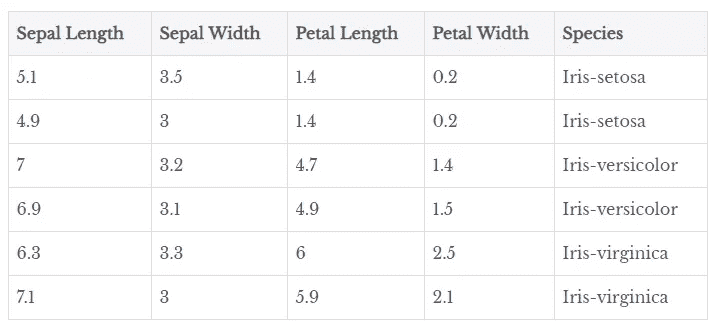 Sepal Length Sepal Width Petal Length Petal Width Species
5.1 3.5 1.4 0.2 Iris-setosa
4.9 3 1.4 0.2 Iris-setosa
7 3.2 4.7 1.4 Iris-versicolor
6.9 3.1 4.9 1.5 Iris-versicolor
6.3 3.3 6 2.5 Iris-virginica
7.1 3 5.9 2.1 Iris-virginica